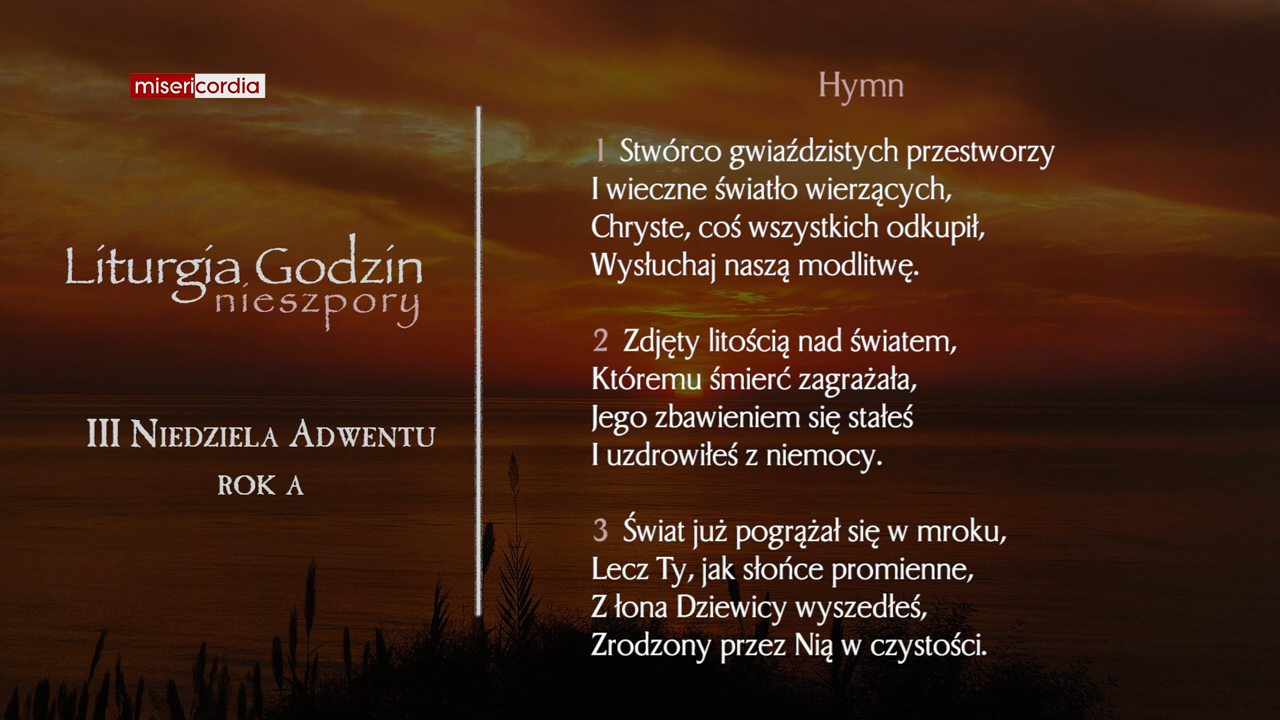 misericordia
Liturgia Godzin
nieszpory
III Niedziela Adwentu
rok A
Hymn
1 Stwórco gwiaździstych przestworzy
I wieczne światło wierzących,
Chryste, coś wszystkich odkupił,
Wysłuchaj naszą modlitwę.
2 Zdjęty litością nad światem,
Któremu śmierć zagrażała,
Jego zbawieniem się stałeś
I uzdrowiłeś z niemocy.
3 Świat już pogrążał się w mroku,
Lecz Ty, jak słońce promienne,
Z łona Dziewicy wyszedłeś,
Zrodzony przez Nią w czystości.